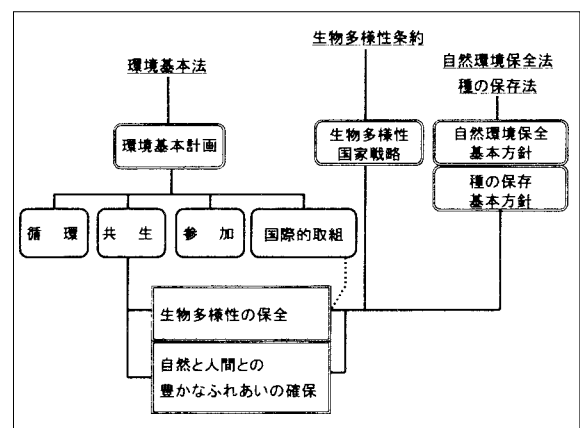 生物多様性条約
環境基本法
自然環境保全法
種の保存法
環境基本計画
生物多様性
国家戦略
自然環境保全
基本方針
種の保存
基本方針
循　環
共　生
参　加
国際的取組
生物多様性の保全
自然と人間との
豊かなふれあいの確保